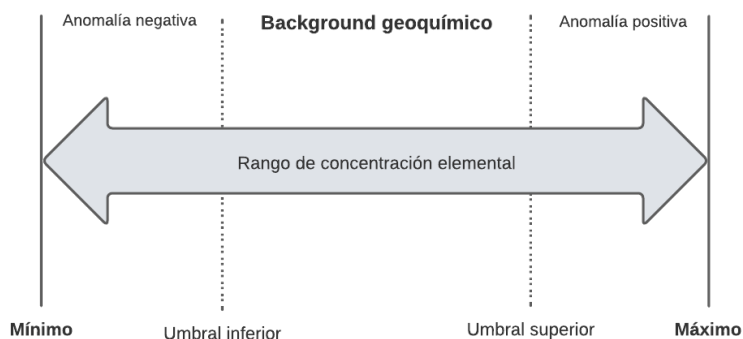 Anomalía negativa
Background geoquímico
Anomalía positiva
Rango de concentración elemental
Mínimo
Umbral inferior
Umbral superior
Máximo